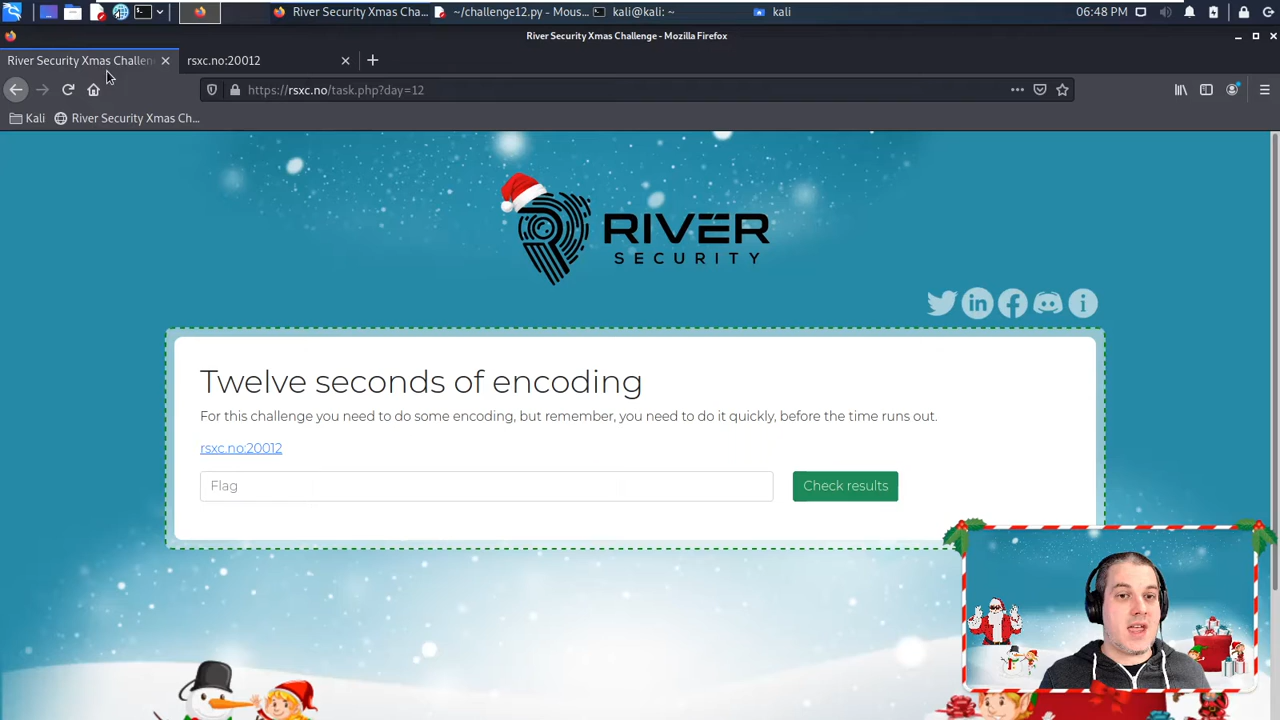 River Security Xmas Cha...
~/challenge12.py - Mous...
kali@kali: ~
kali
06:48 PM
River Security Xmas Challenge - Mozilla Firefox
River Security Xmas Challen
rsxc.no:20012
https://rsxc.no/task.php?day=12
Kali
River Security Xmas Ch...
RIVER
SECURITY
Twelve seconds of encoding
For this challenge you need to do some encoding, but remember, you need to do it quickly, before the time runs out.
rsxc.no:20012
Flag
Check results